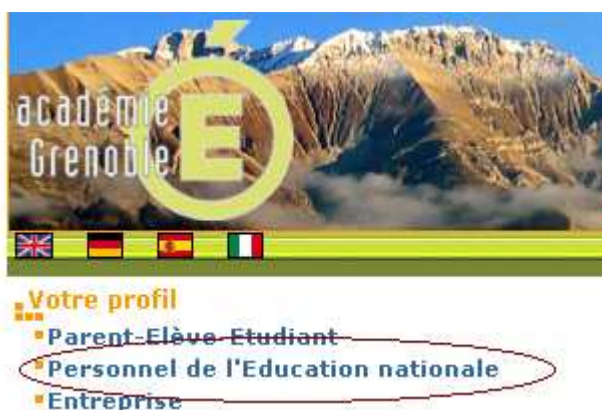 académie
Grenoble
É
Votre profil
Parent-Elève-Etudiant
Personnel de l'Education nationale
Entreprise